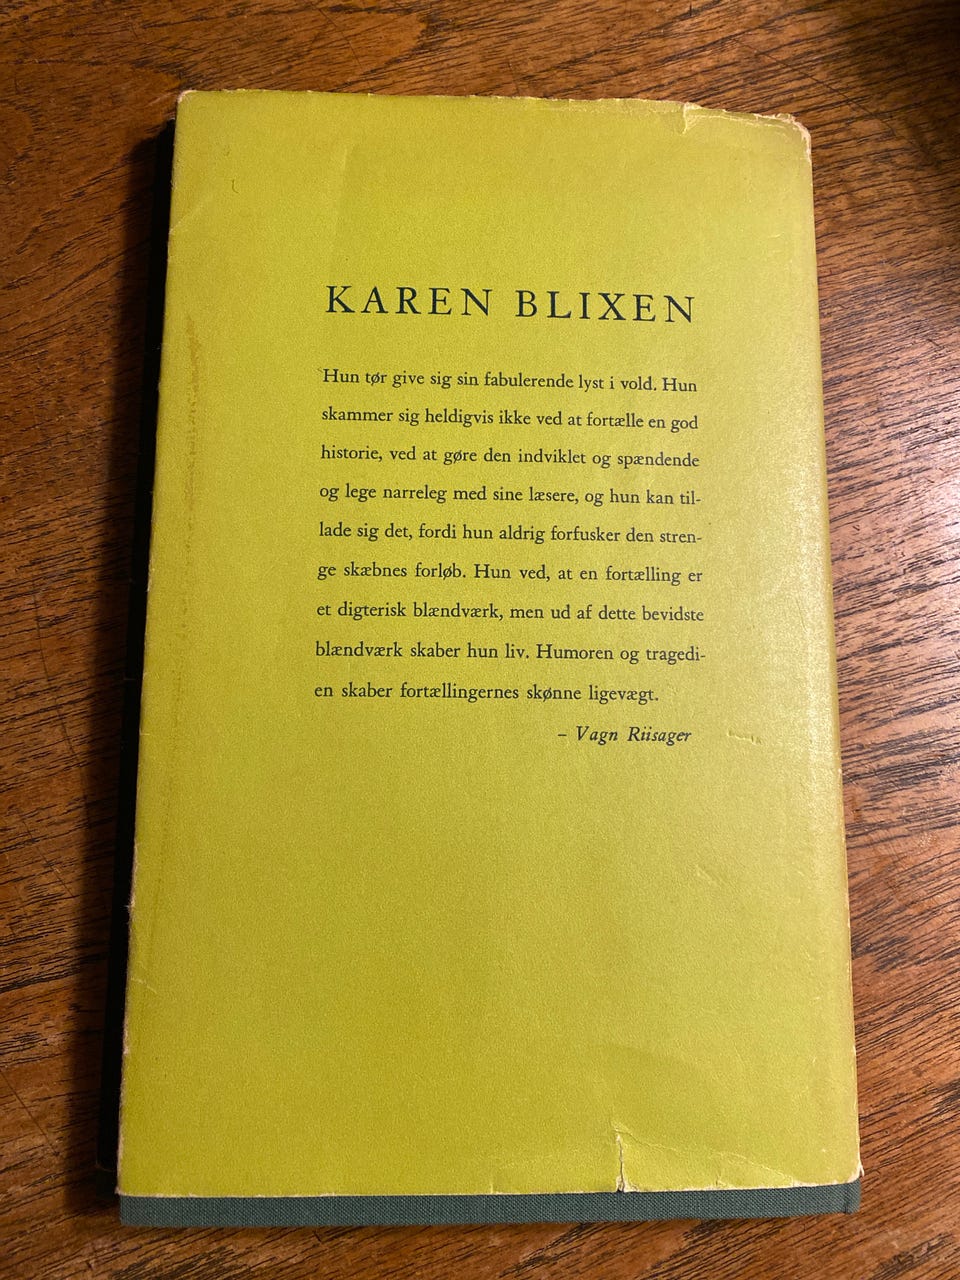 KAREN BLIXEN
Hun tør give sig sin fabulerende lyst i vold. Hun
skammer sig heldigvis ikke ved at fortælle en god
historie, ved at gøre den indviklet og spændende
og lege narreleg med sine læsere, og hun kan til-
lade sig det, fordi hun aldrig forfusker den stren-
ge skæbnes forløb. Hun ved, at en fortælling er
et digterisk blændværk, men ud af dette bevidste
blændværk skaber hun liv. Humoren og tragedi-
en skaber fortællingernes skønne ligevægt.
– Vagn Riisager